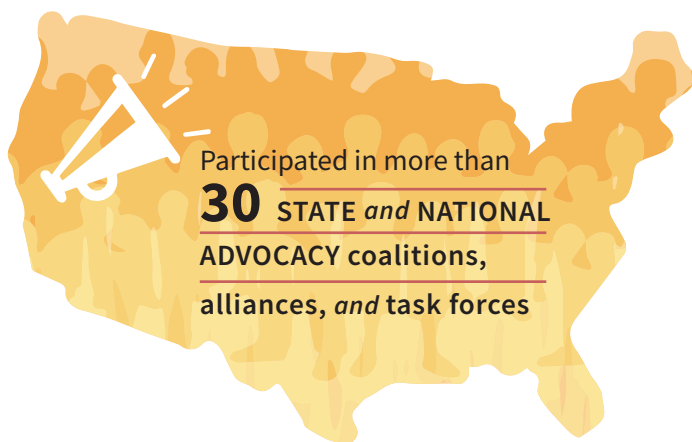 Participated in more than
30 STATE and NATIONAL
ADVOCACY coalitions,
alliances, and task forces